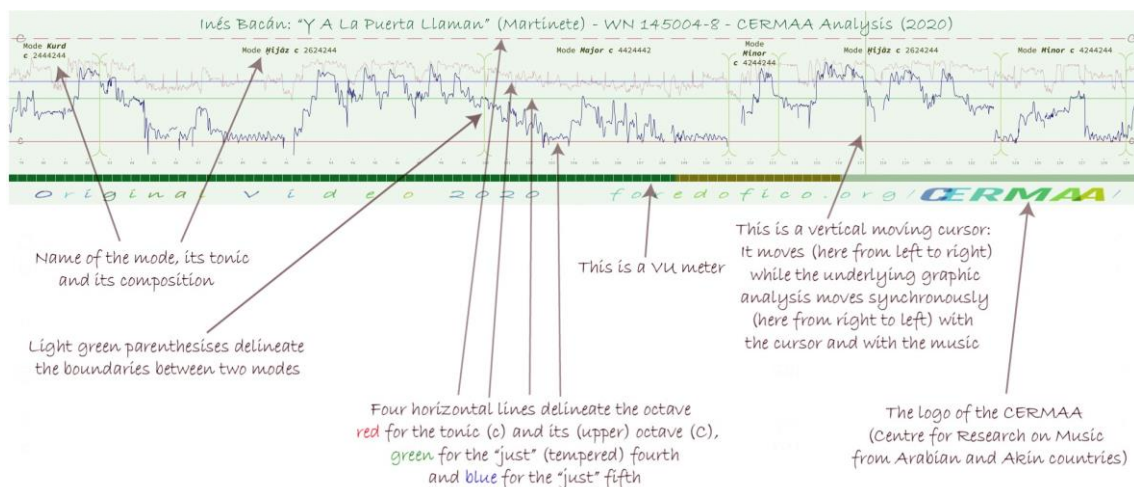 Inés Bacán: "Y A La Puerta Llaman" (Martinete) - WN 145004-8 - CERMAA Analysis (2020)
C
C
Mode Kurd
c 2444244
Mode Ḥijāz c 2624244
Mode Major c 4424442
Mode
Minor
c 4244244
Mode Ḥijāz c 2624244
Mode Minor c 4244244
c
c
Original Video 2020 foredofico.org/CERMAA/
Name of the mode, its tonic
and its composition
This is a VU meter
This is a vertical moving cursor:
It moves (here from left to right)
while the underlying graphic
analysis moves synchronously
(here from right to left) with
the cursor and with the music
Light green parenthesises delineate
the boundaries between two modes
Four horizontal lines delineate the octave
red for the tonic (c) and its (upper) octave (C),
green for the "just" (tempered) fourth
and blue for the "just" fifth
The logo of the CERMAA
(Centre for Research on Music
from Arabian and Akin countries)